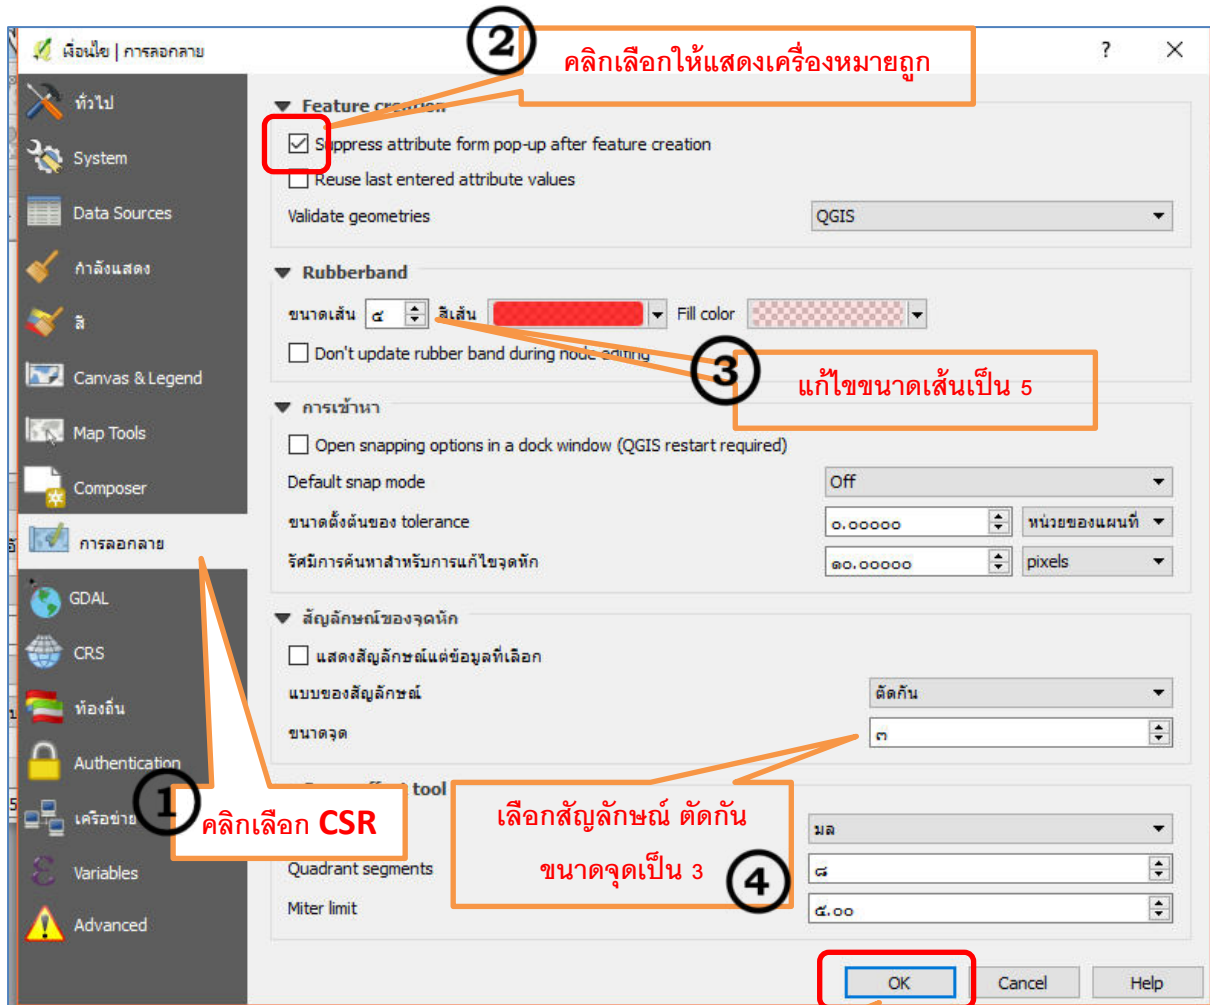 เงื่อนไข | การลอกลาย
②
คลิกเลือกให้แสดงเครื่องหมายถูก
ทั่วไป
System
Data Sources
กำลังแสดง
สี
Canvas & Legend
Map Tools
Composer
การลอกลาย
GDAL
CRS
ท้องถิ่น
Authentication
เครือข่าย
Variables
Advanced
①
คลิกเลือก CSR
Feature creation
Suppress attribute form pop-up after feature creation
Reuse last entered attribute values
Validate geometries QGIS
Rubberband
ขนาดเส้น ๕ สีเส้น Fill color
Don't update rubber band during node editing
③
แก้ไขขนาดเส้นเป็น 5
การเข้าหา
Open snapping options in a dock window (QGIS restart required)
Default snap mode Off
ขนาดตั้งต้นของ tolerance ๐.๐๐๐๐๐ หน่วยของแผนที่
รัศมีการค้นหาสำหรับการแก้ไขจุดหัก ๑๐.๐๐๐๐๐ pixels
สัญลักษณ์ของจุดหัก
แสดงสัญลักษณ์แต่ข้อมูลที่เลือก
แบบของสัญลักษณ์ ตัดกัน
ขนาดจุด ๓
tool
เลือกสัญลักษณ์ ตัดกัน
ขนาดจุดเป็น 3
④
มล
Quadrant segments ๘
Miter limit ๕.๐๐
OK Cancel Help